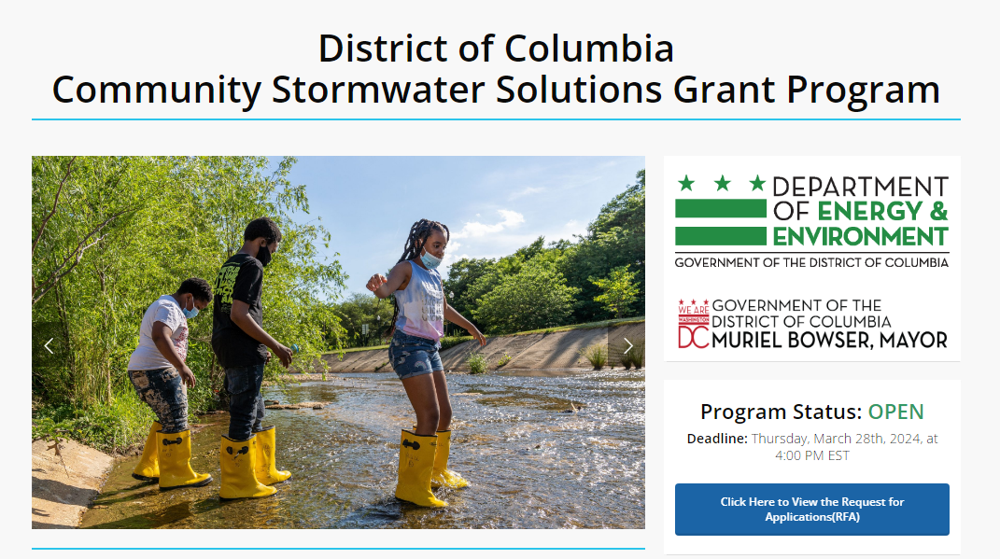 District of Columbia
Community Stormwater Solutions Grant Program
DEPARTMENT
OF ENERGY &
ENVIRONMENT
GOVERNMENT OF THE DISTRICT OF COLUMBIA
WE ARE
WASHINGTON
DC
GOVERNMENT OF THE
DISTRICT OF COLUMBIA
MURIEL BOWSER, MAYOR
Program Status: OPEN
Deadline: Thursday, March 28th, 2024, at
4:00 PM EST
Click Here to View the Request for
Applications(RFA)